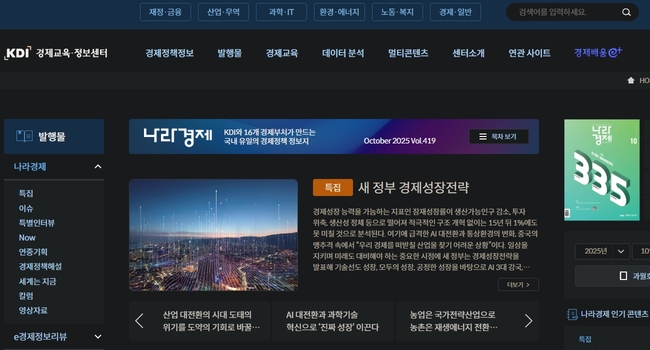 재정·금융
산업·무역
과학·IT
환경·에너지
노동·복지
경제·일반
검색어를 입력하세요
KDI 경제교육·정보센터
경제정책정보
발행물
경제교육
데이터 분석
멀티콘텐츠
센터소개
연관 사이트
경제배움e+
HO
발행물
나라경제
특집
이슈
특별인터뷰
Now
연중기획
경제정책해설
세계는 지금
칼럼
영상자료
e경제정보리뷰
나라경제
KDI와 16개 경제부처가 만드는
국내 유일의 경제정책 정보지
October 2025 Vol.419
목차 보기
특집
새 정부 경제성장전략
경제성장 능력을 가늠하는 지표인 잠재성장률이 생산가능인구 감소, 투자
위축, 생산성 정체 등으로 떨어져 적극적인 구조 개혁 없이는 15년 뒤 1%에도
못 미칠 것으로 분석된다. 여기에 급격한 AI 대전환과 통상환경의 변화, 중국의
맹추격 속에서 “우리 경제를 떠받칠 산업을 찾기 어려운 상황”이다. 일상을
지키며 미래도 대비해야 하는 중요한 시점에 새 정부는 경제성장전략을
발표해 기술선도 성장, 모두의 성장, 공정한 성장을 바탕으로 AI 3대 강국,...
더보기 >
산업 대전환의 시대 도태의
위기를 도약의 기회로 바꿀…
AI 대전환과 과학기술
혁신으로 ‘진짜 성장’ 이끈다
농업은 국가전략산업으로
농촌은 재생에너지 전환…
나라경제
10
335
2025년
10
과월호
나라경제 인기 콘텐츠
특집